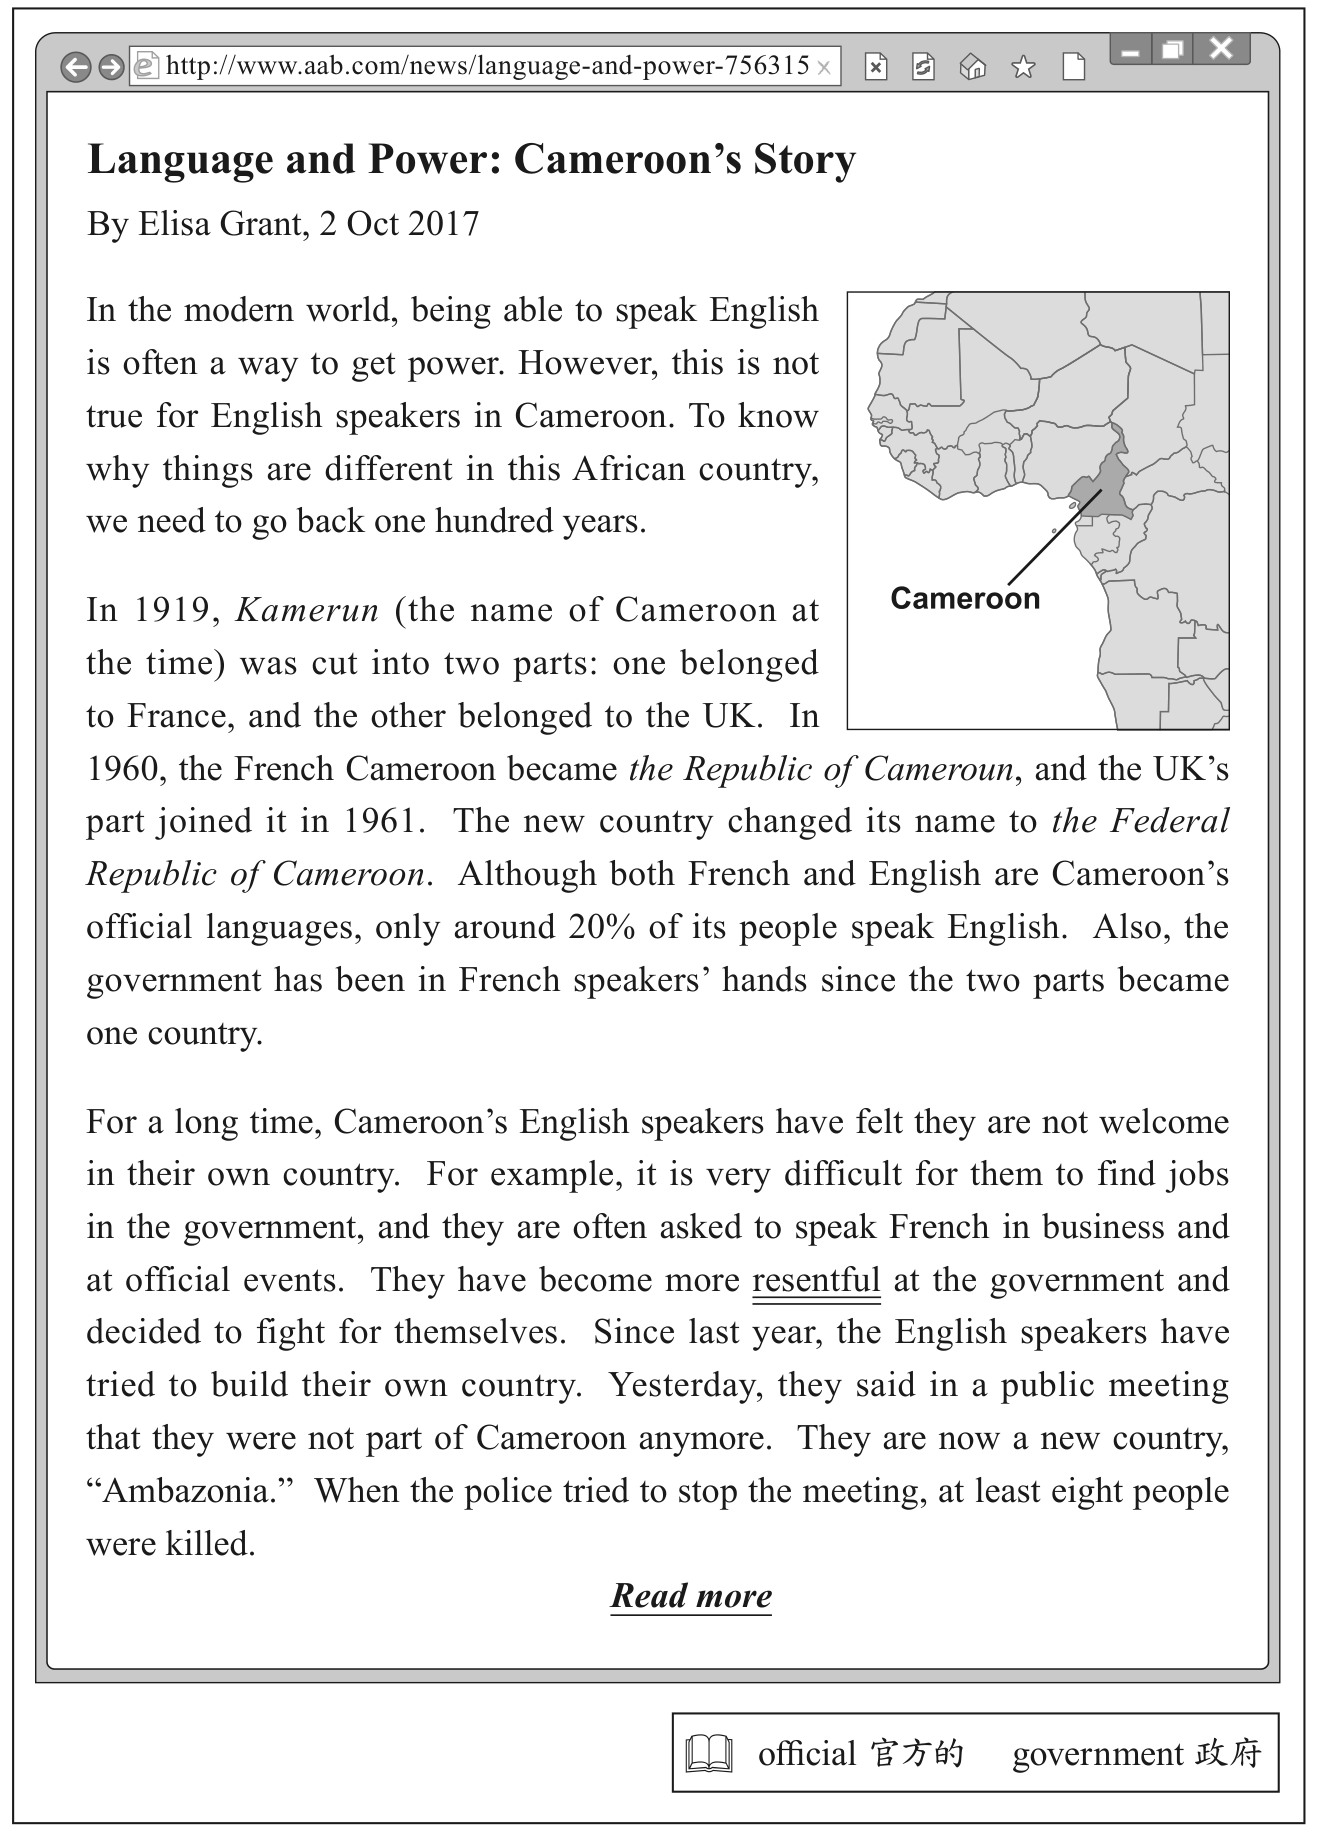 http://www.aab.com/news/language-and-power-756315
Language and Power: Cameroon's Story
By Elisa Grant, 2 Oct 2017
In the modern world, being able to speak English
is often a way to get power. However, this is not
true for English speakers in Cameroon. To know
why things are different in this African country,
we need to go back one hundred years.
Cameroon
In 1919, Kamerun (the name of Cameroon at
the time) was cut into two parts: one belonged
to France, and the other belonged to the UK. In
1960, the French Cameroon became the Republic of Cameroun, and the UK's
part joined it in 1961. The new country changed its name to the Federal
Republic of Cameroon. Although both French and English are Cameroon's
official languages, only around 20% of its people speak English. Also, the
government has been in French speakers' hands since the two parts became
one country.
For a long time, Cameroon's English speakers have felt they are not welcome
in their own country. For example, it is very difficult for them to find jobs
in the government, and they are often asked to speak French in business and
at official events. They have become more resentful at the government and
decided to fight for themselves. Since last year, the English speakers have
tried to build their own country. Yesterday, they said in a public meeting
that they were not part of Cameroon anymore. They are now a new country,
“Ambazonia.” When the police tried to stop the meeting, at least eight people
were killed.
Read more
official 官方的 government 政府